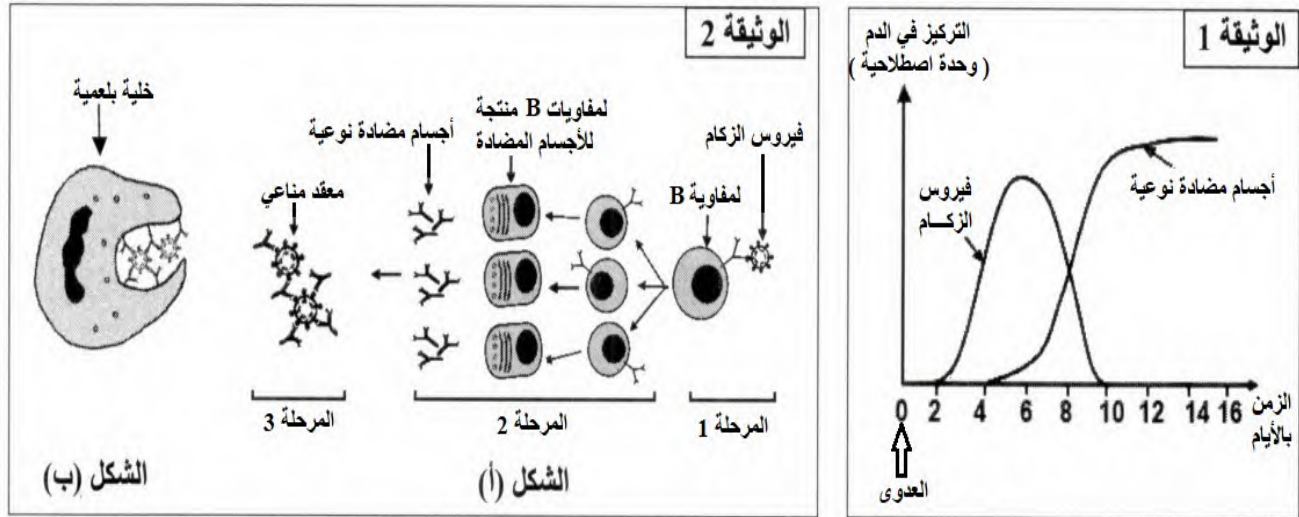 الوثيقة 1
التركيز في الدم
( وحدة اصطلاحية )
فيروس
الزكام
أجسام مضادة نوعية
0 2 4 6 8 10 12 14 16
الزمن
بالأيام
العدوى
الوثيقة 2
فيروس الزكام
لمفاوية B
لمفاويات B منتجة
للأجسام المضادة
أجسام مضادة نوعية
معقد مناعي
خلية بلعمية
المرحلة 1
المرحلة 2
المرحلة 3
الشكل (أ)
الشكل (ب)